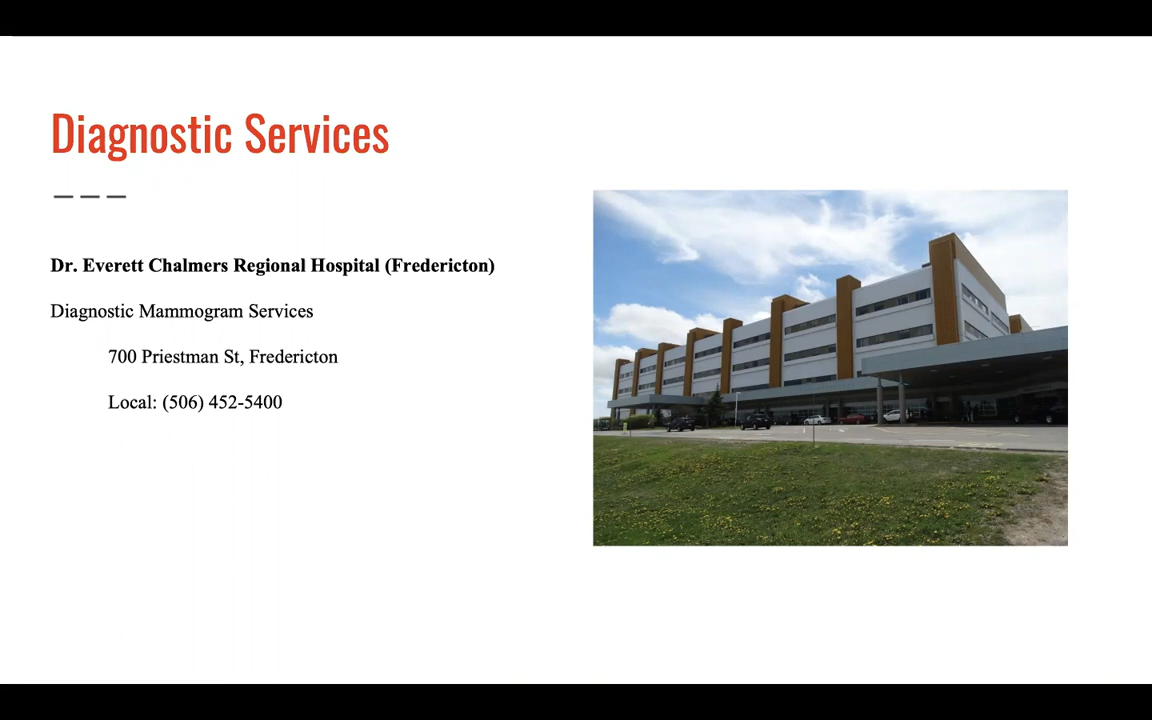 Diagnostic Services
Dr. Everett Chalmers Regional Hospital (Fredericton)
Diagnostic Mammogram Services
700 Priestman St, Fredericton
Local: (506) 452-5400